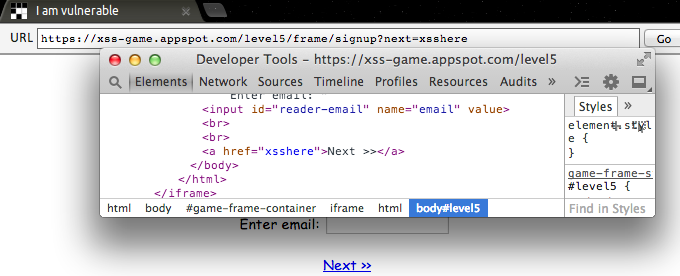 I am vulnerable
URL https://xss-game.appspot.com/level5/frame/signup?next=xsshere Go
Developer Tools - https://xss-game.appspot.com/level5
Elements Network Sources Timeline Profiles Resources Audits »
Enter email:
<input id="reader-email" name="email" value>
<br>
<br>
<a href="xsshere">Next >></a>
</body>
</html>
</iframe>
Styles »
element.styl
e {
}
game-frame-s
#level5 {
html body #game-frame-container iframe html body#level5
Find in Styles
Enter email:
Next >>